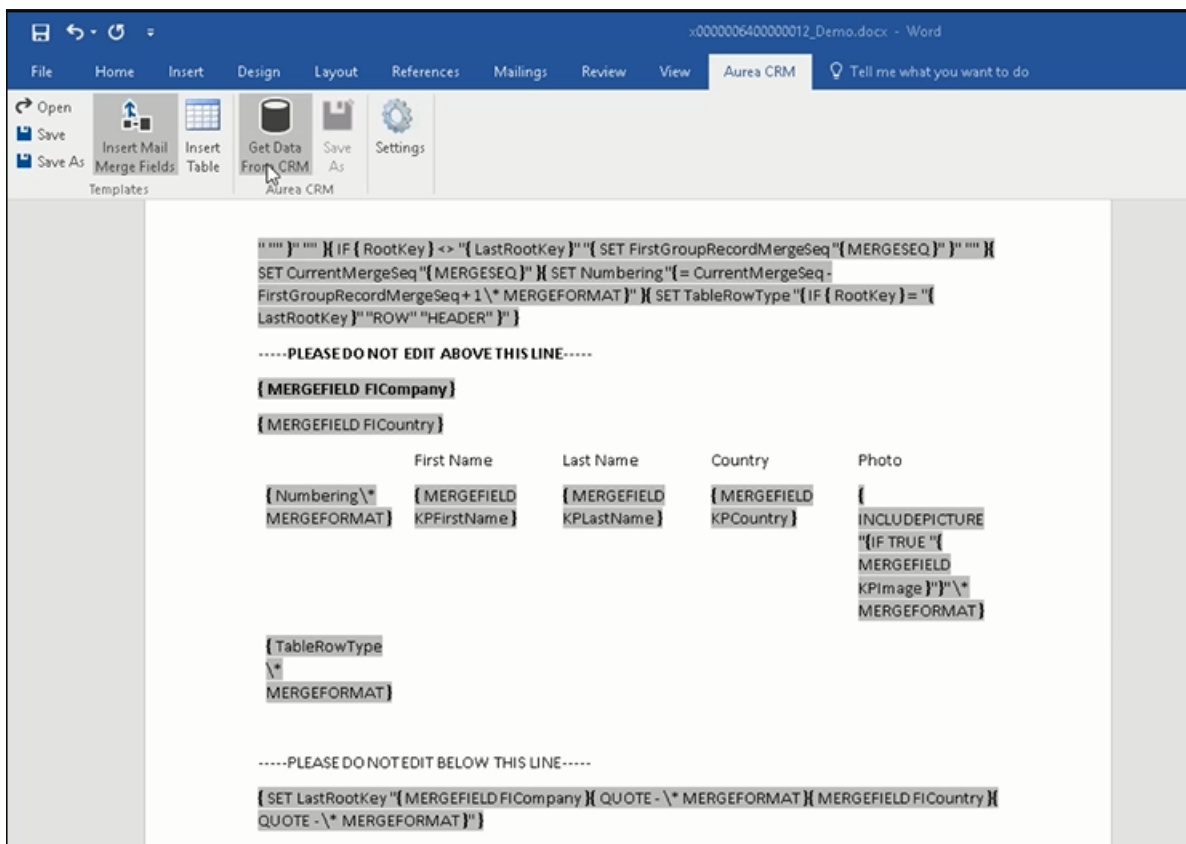 x0000006400000012_Demo.docx - Word
File Home Insert Design Layout References Mailings Review View Aurea CRM Tell me what you want to do
Open
Save
Save As
Insert Mail
Merge Fields
Insert
Table
Get Data
From CRM
Save
As
Settings
Templates
Aurea CRM
" "" }" "" }{ IF { RootKey } <> "{ LastRootKey }" "{ SET FirstGroupRecordMergeSeq "{ MERGESEQ }" }" "" }{
SET CurrentMergeSeq "{ MERGESEQ }" }{ SET Numbering "{ = CurrentMergeSeq -
FirstGroupRecordMergeSeq + 1 \* MERGEFORMAT }" }{ SET TableRowType "{ IF { RootKey } = "{
LastRootKey }" "ROW" "HEADER" }" }
-----PLEASE DO NOT EDIT ABOVE THIS LINE-----
{ MERGEFIELD FICompany }
{ MERGEFIELD FICountry }
First Name Last Name Country Photo
{ Numbering \*
MERGEFORMAT }
{ MERGEFIELD
KPFirstName }
{ MERGEFIELD
KPLastName }
{ MERGEFIELD
KPCountry }
{
INCLUDEPICTURE
"{IF TRUE "{
MERGEFIELD
KPImage }"}" \*
MERGEFORMAT }
{ TableRowType
\*
MERGEFORMAT }
-----PLEASE DO NOT EDIT BELOW THIS LINE-----
{ SET LastRootKey "{ MERGEFIELD FICompany }{ QUOTE - \* MERGEFORMAT }{ MERGEFIELD FICountry }{
QUOTE - \* MERGEFORMAT }" }